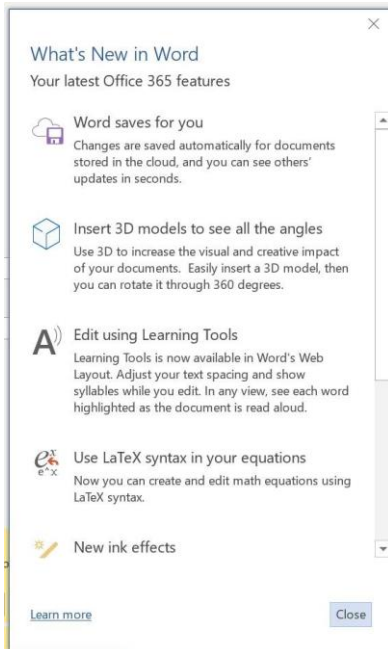 What's New in Word
Your latest Office 365 features
Word saves for you
Changes are saved automatically for documents
stored in the cloud, and you can see others'
updates in seconds.
Insert 3D models to see all the angles
Use 3D to increase the visual and creative impact
of your documents. Easily insert a 3D model, then
you can rotate it through 360 degrees.
A
Edit using Learning Tools
Learning Tools is now available in Word's Web
Layout. Adjust your text spacing and show
syllables while you edit. In any view, see each word
highlighted as the document is read aloud.
e^x
Use LaTeX syntax in your equations
Now you can create and edit math equations using
LaTeX syntax.
New ink effects
Learn more
Close